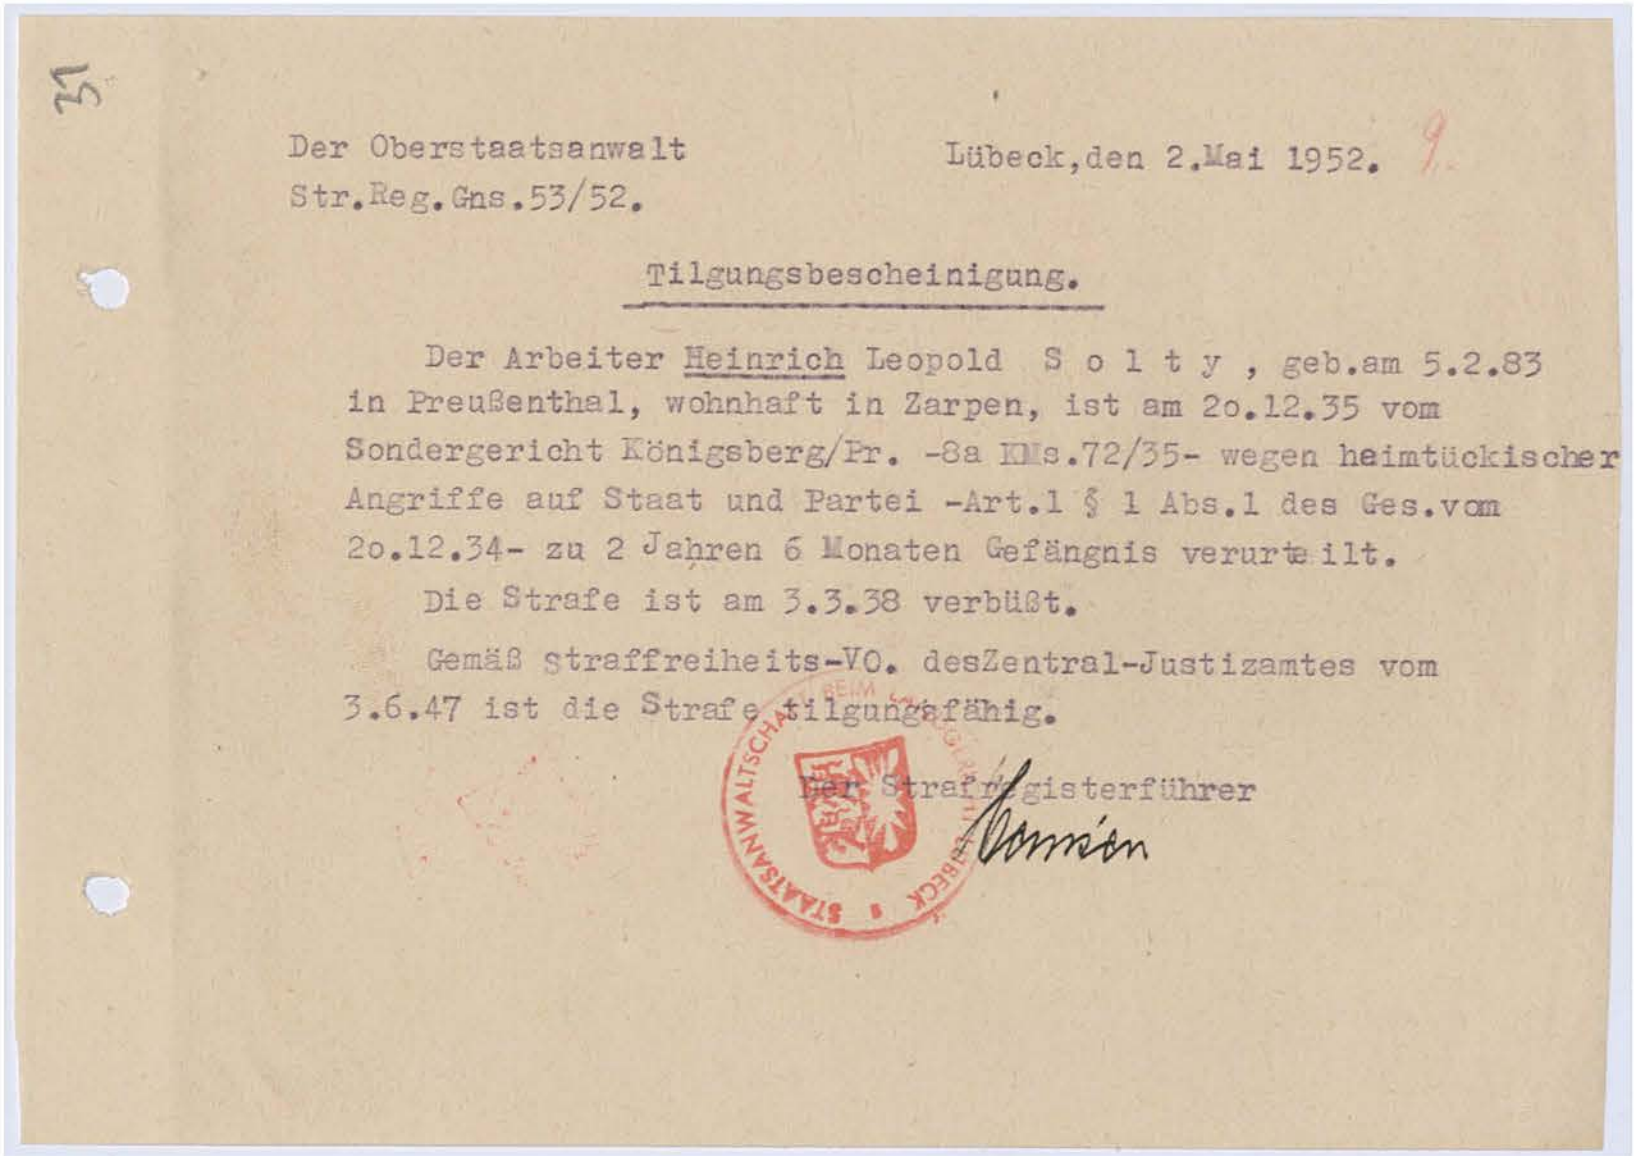 31
Der Oberstaatsanwalt
Lübeck,den 2.Mai 1952.
9.
Str.Reg.Gns.53/52.
Tilgungsbescheinigung.
Der Arbeiter Heinrich Leopold S o l t y , geb.am 5.2.83
in Preußenthal, wohnhaft in Zarpen, ist am 2o.12.35 vom
Sondergericht Königsberg/Pr. -8a KMs.72/35- wegen heimtückischer
Angriffe auf Staat und Partei -Art.1 § 1 Abs.1 des Ges.vom
2o.12.34- zu 2 Jahren 6 Monaten Gefängnis verurteilt.
Die Strafe ist am 3.3.38 verbüßt.
Gemäß Straffreiheits-VO. desZentral-Justizamtes vom
3.6.47 ist die Strafe tilgungsfähig.
Der Strafregisterführer
STAATSANWALTSCHAFT BEIM LANDGERICHT LÜBECK